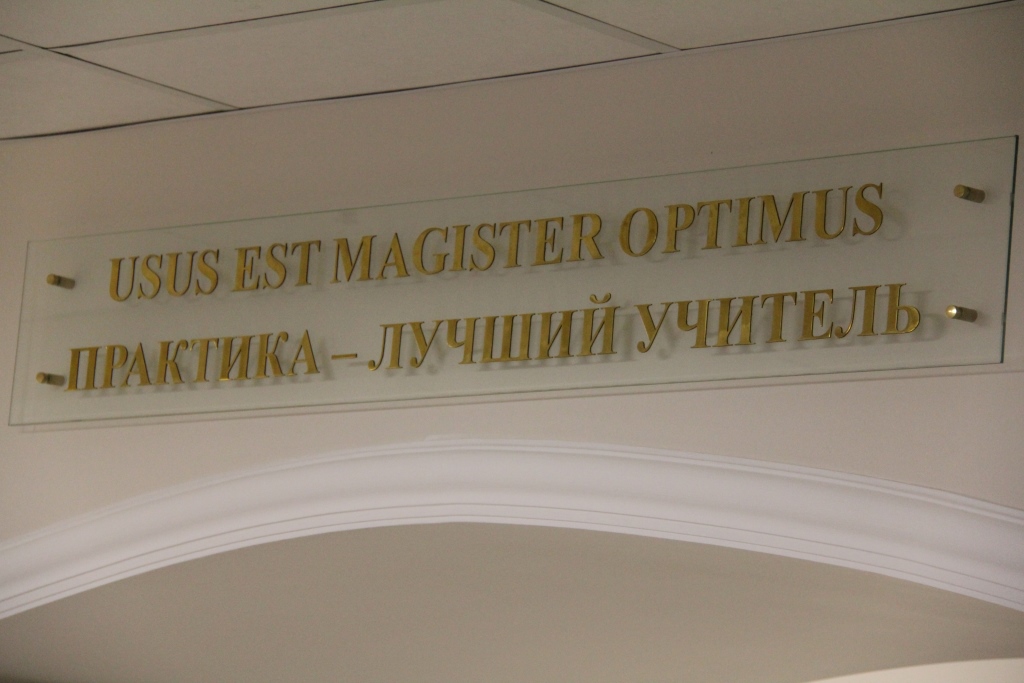 USUS EST MAGISTER OPTIMUS
ПРАКТИКА – ЛУЧШИЙ УЧИТЕЛЬ